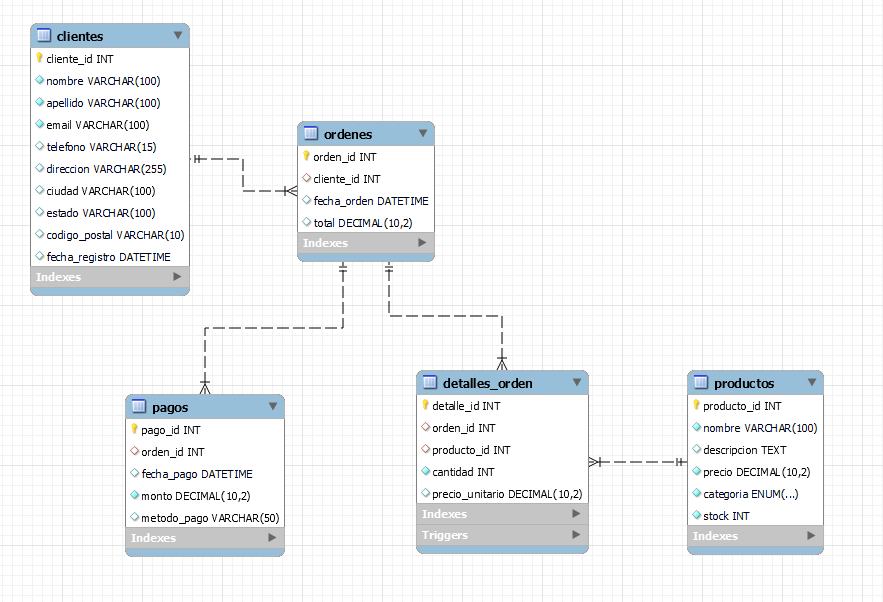 clientes
cliente_id INT
nombre VARCHAR(100)
apellido VARCHAR(100)
email VARCHAR(100)
telefono VARCHAR(15)
direccion VARCHAR(255)
ciudad VARCHAR(100)
estado VARCHAR(100)
codigo_postal VARCHAR(10)
fecha_registro DATETIME
Indexes
ordenes
orden_id INT
cliente_id INT
fecha_orden DATETIME
total DECIMAL(10,2)
Indexes
pagos
pago_id INT
orden_id INT
fecha_pago DATETIME
monto DECIMAL(10,2)
metodo_pago VARCHAR(50)
Indexes
detalles_orden
detalle_id INT
orden_id INT
producto_id INT
cantidad INT
precio_unitario DECIMAL(10,2)
Indexes
Triggers
productos
producto_id INT
nombre VARCHAR(100)
descripcion TEXT
precio DECIMAL(10,2)
categoria ENUM(...)
stock INT
Indexes